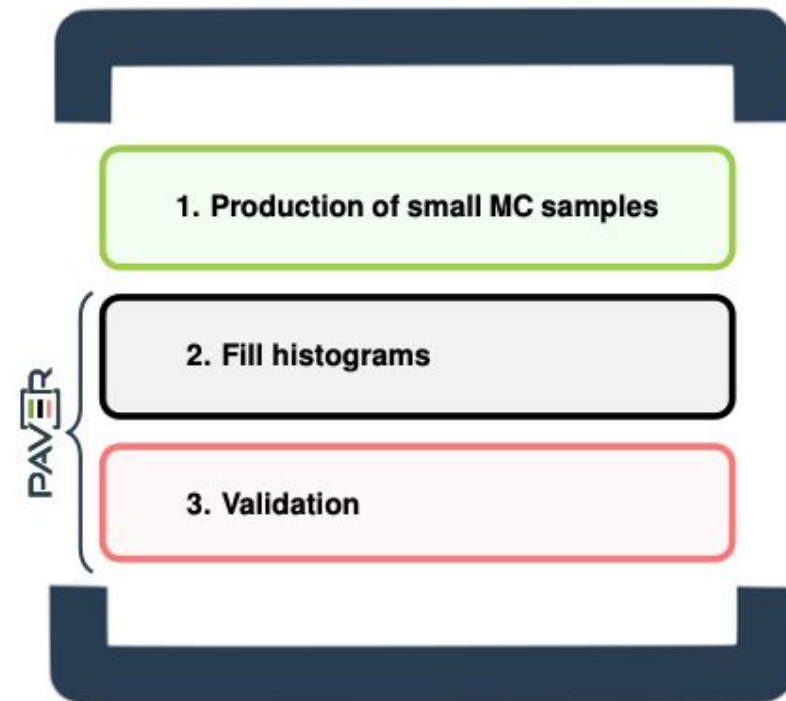 1. Production of small MC samples
2. Fill histograms
3. Validation
PAVER